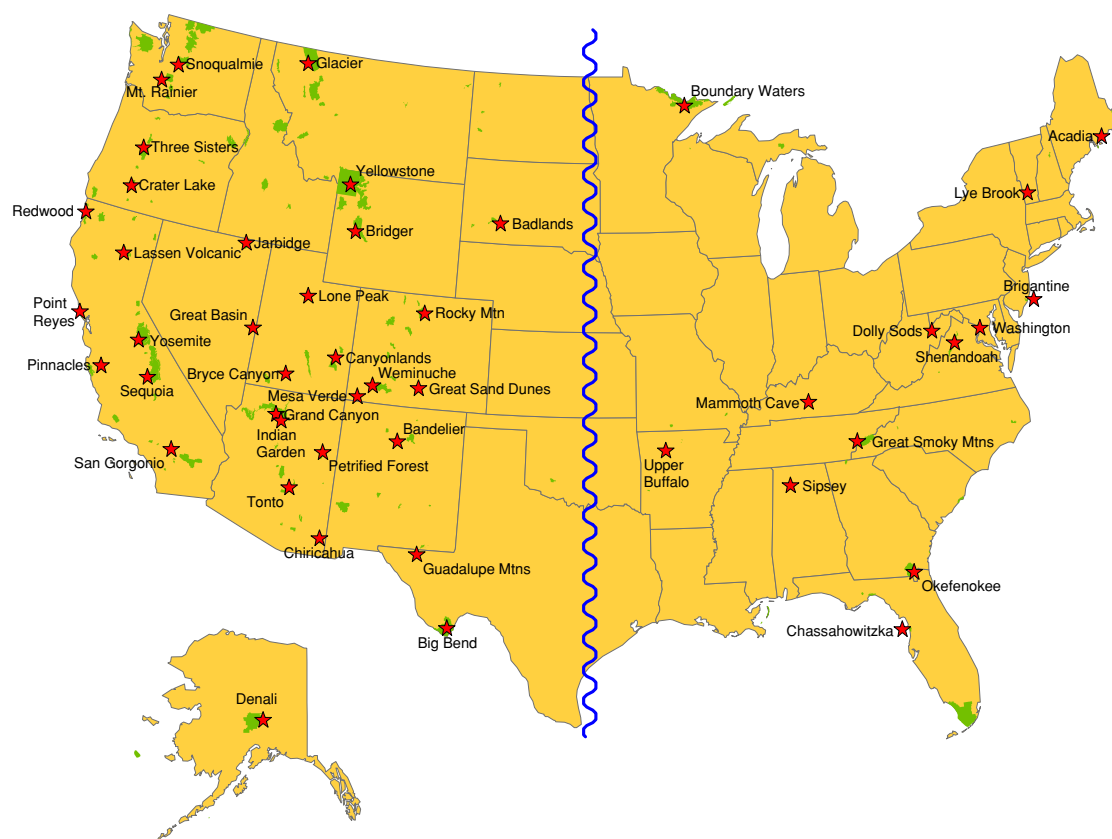 Snoqualmie
Glacier
Mt. Rainier
Boundary Waters
Acadia
Three Sisters
Yellowstone
Crater Lake
Lye Brook
Redwood
Badlands
Bridger
Jarbidge
Lassen Volcanic
Brigantine
Lone Peak
Point
Reyes
Great Basin
Rocky Mtn
Washington
Dolly Sods
Yosemite
Shenandoah
Canyonlands
Pinnacles
Bryce Canyon
Weminuche
Sequoia
Great Sand Dunes
Mesa Verde
Mammoth Cave
Grand Canyon
Indian
Garden
Bandelier
Great Smoky Mtns
San Gorgonio
Petrified Forest
Upper
Buffalo
Sipsey
Tonto
Chiricahua
Guadalupe Mtns
Okefenokee
Chassahowitzka
Big Bend
Denali